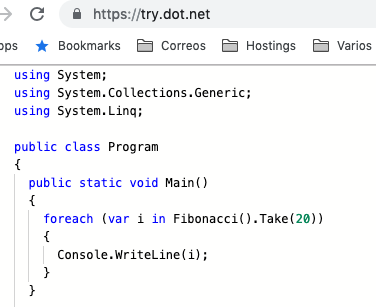 https://try.dot.net
pps Bookmarks Correos Hostings Varios
using System;
using System.Collections.Generic;
using System.Linq;
public class Program
{
public static void Main()
{
foreach (var i in Fibonacci().Take(20))
{
Console.WriteLine(i);
}
}